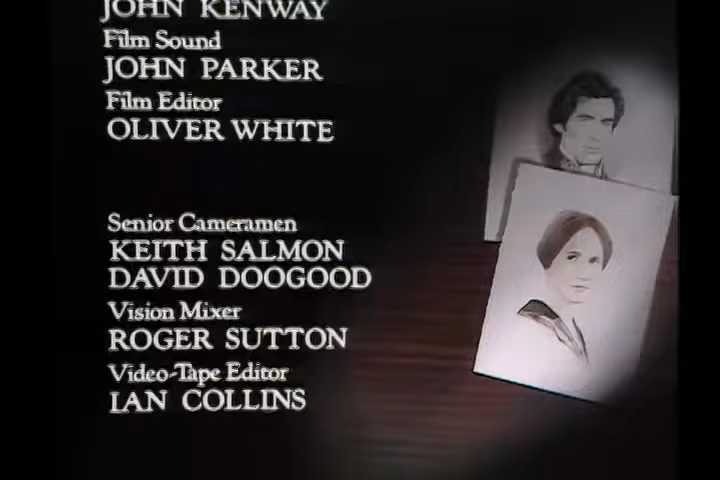 JOHN KENWAY
Film Sound
JOHN PARKER
Film Editor
OLIVER WHITE
Senior Cameramen
KEITH SALMON
DAVID DOOGOOD
Vision Mixer
ROGER SUTTON
Video-Tape Editor
IAN COLLINS